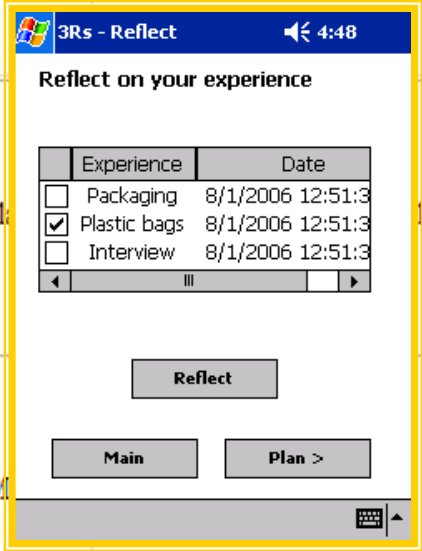 3Rs - Reflect 4:48
Reflect on your experience
Experience Date
Packaging 8/1/2006 12:51:3
Plastic bags 8/1/2006 12:51:3
Interview 8/1/2006 12:51:3
Reflect
Main Plan >